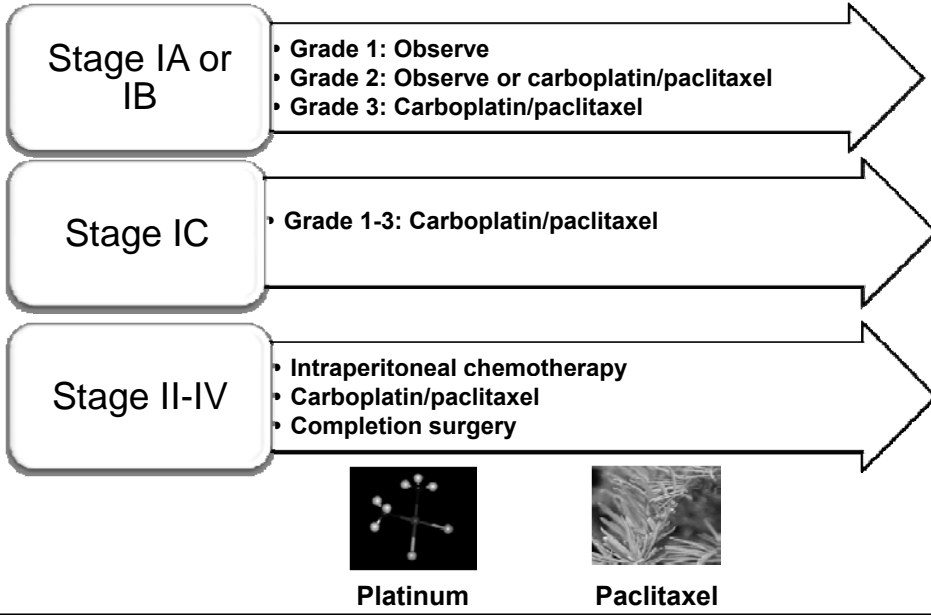 Stage IA or
IB
• Grade 1: Observe
• Grade 2: Observe or carboplatin/paclitaxel
• Grade 3: Carboplatin/paclitaxel
Stage IC
• Grade 1-3: Carboplatin/paclitaxel
Stage II-IV
• Intraperitoneal chemotherapy
• Carboplatin/paclitaxel
• Completion surgery
Platinum
Paclitaxel